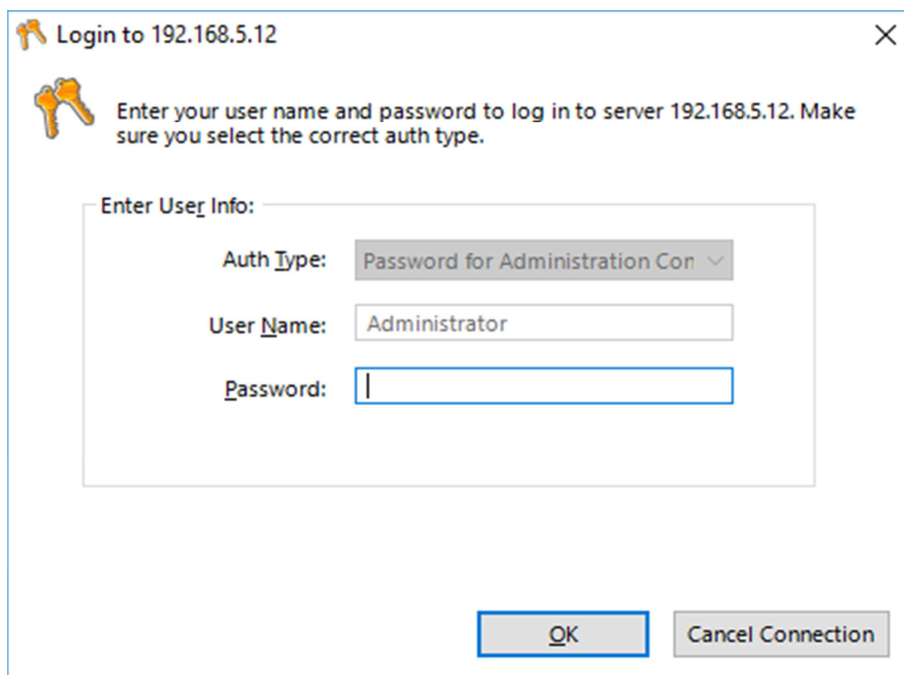 Login to 192.168.5.12
Enter your user name and password to log in to server 192.168.5.12. Make
sure you select the correct auth type.
Enter User Info:
Auth Type: Password for Administration Con
User Name: Administrator
Password:
OK Cancel Connection